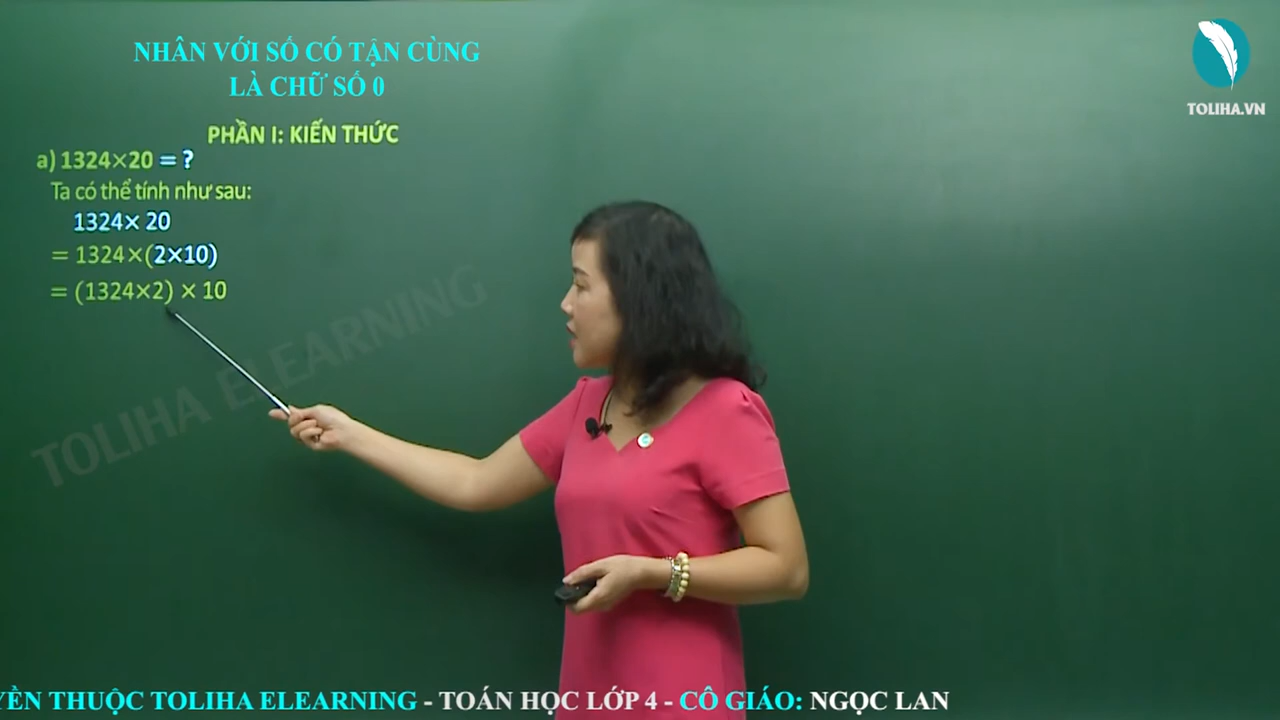 NHÂN VỚI SỐ CÓ TẬN CÙNG
LÀ CHỮ SỐ 0
TOLIHA.VN
PHẦN I: KIẾN THỨC
a) 1324×20 = ?
Ta có thể tính như sau:
1324× 20
= 1324×(2×10)
= (1324×2) × 10
TOLIHA ELEARNING
YỀN THUỘC TOLIHA ELEARNING - TOÁN HỌC LỚP 4 - CÔ GIÁO: NGỌC LAN